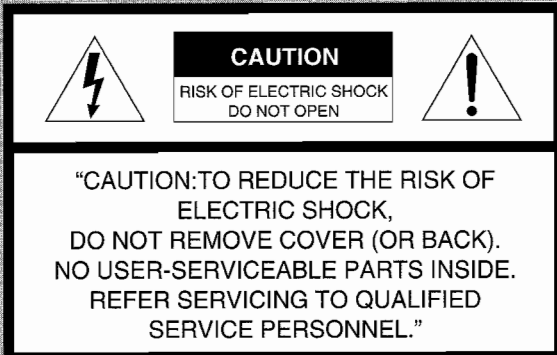 CAUTION
RISK OF ELECTRIC SHOCK
DO NOT OPEN
“CAUTION:TO REDUCE THE RISK OF
ELECTRIC SHOCK,
DO NOT REMOVE COVER (OR BACK).
NO USER-SERVICEABLE PARTS INSIDE.
REFER SERVICING TO QUALIFIED
SERVICE PERSONNEL.”